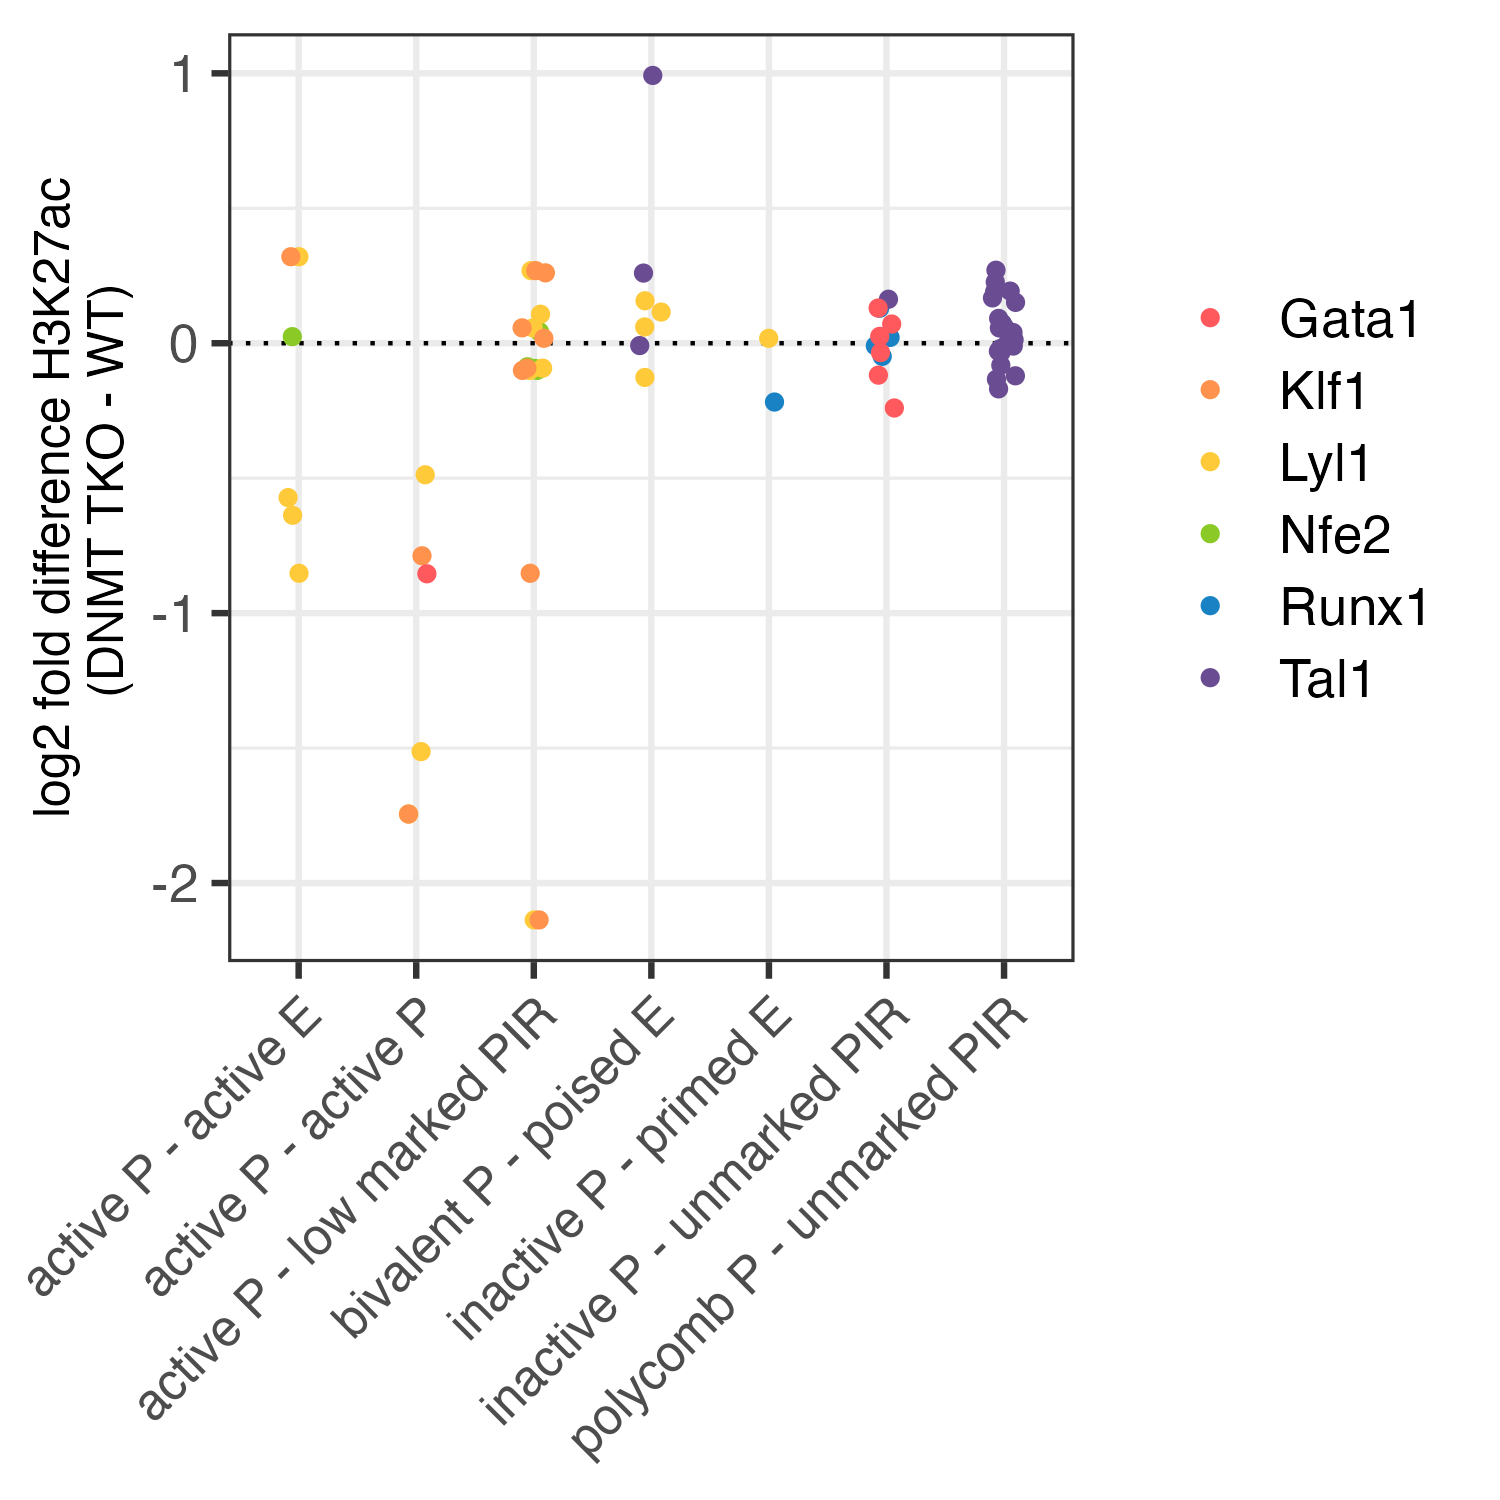 log2 fold difference H3K27ac
(DNMT TKO - WT)
1
0
-1
-2
active P - active E
active P - active P
active P - low marked PIR
bivalent P - poised E
inactive P - primed E
inactive P - unmarked PIR
polycomb P - unmarked PIR
Gata1
Klf1
Lyl1
Nfe2
Runx1
Tal1